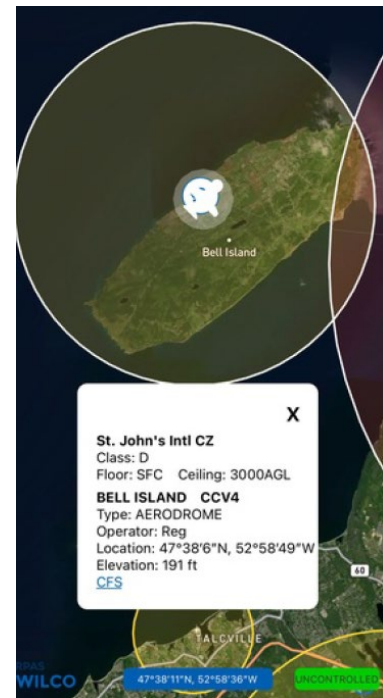 Bell Island
X
St. John's Intl CZ
Class: D
Floor: SFC Ceiling: 3000AGL
BELL ISLAND CCV4
Type: AERODROME
Operator: Reg
Location: 47°38'6"N, 52°58'49"W
Elevation: 191 ft
CFS
60
TALCVILLE
RPAS
WILCO
47°38'11"N, 52°58'36"W
UNCONTROLLED